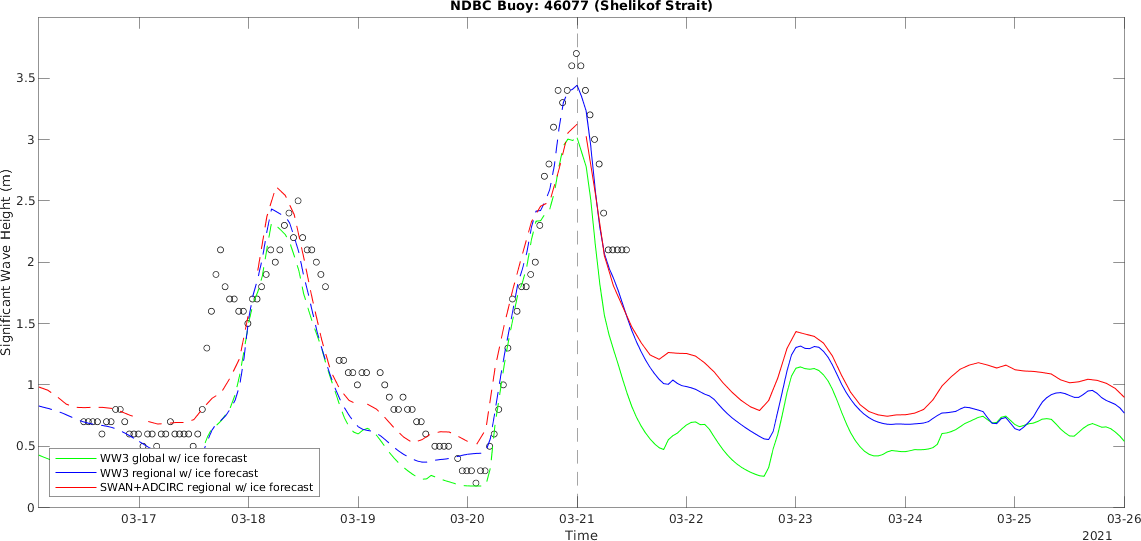 NDBC Buoy: 46077 (Shelikof Strait)
3.5
3
2.5
2
1.5
1
0.5
0
Significant Wave Height (m)
WW3 global w/ ice forecast
WW3 regional w/ ice forecast
SWAN+ADCIRC regional w/ ice forecast
03-17 03-18 03-19 03-20 03-21 03-22 03-23 03-24 03-25 03-26
Time
2021